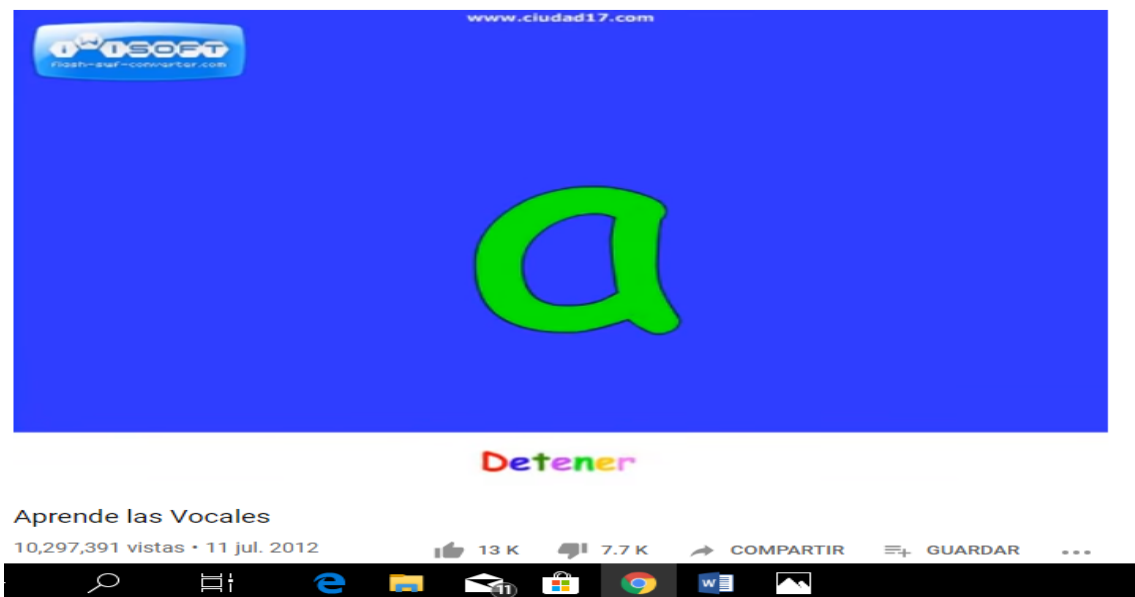 www.ciudad17.com
iWiSOFT
flash-swf-converter.com
a
Detener
Aprende las Vocales
10,297,391 vistas • 11 jul. 2012 13 K 7.7 K COMPARTIR GUARDAR
11